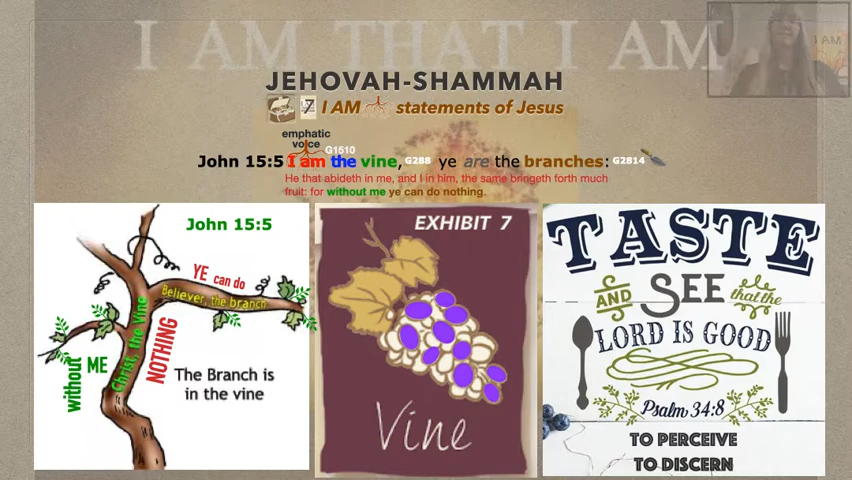 I AM THAT I AM
I AM
JEHOVAH-SHAMMAH
7 I AM statements of Jesus
emphatic
voice
G1510
John 15:5 I am the vine, G288 ye are the branches: G2814
He that abideth in me, and I in him, the same bringeth forth much
fruit: for without me ye can do nothing.
John 15:5
YE can do
Believer, the branch
Christ, the Vine
NOTHING
without ME
The Branch is
in the vine
EXHIBIT 7
Vine
TASTE
AND SEE that the
LORD IS GOOD
Psalm 34:8
TO PERCEIVE
TO DISCERN